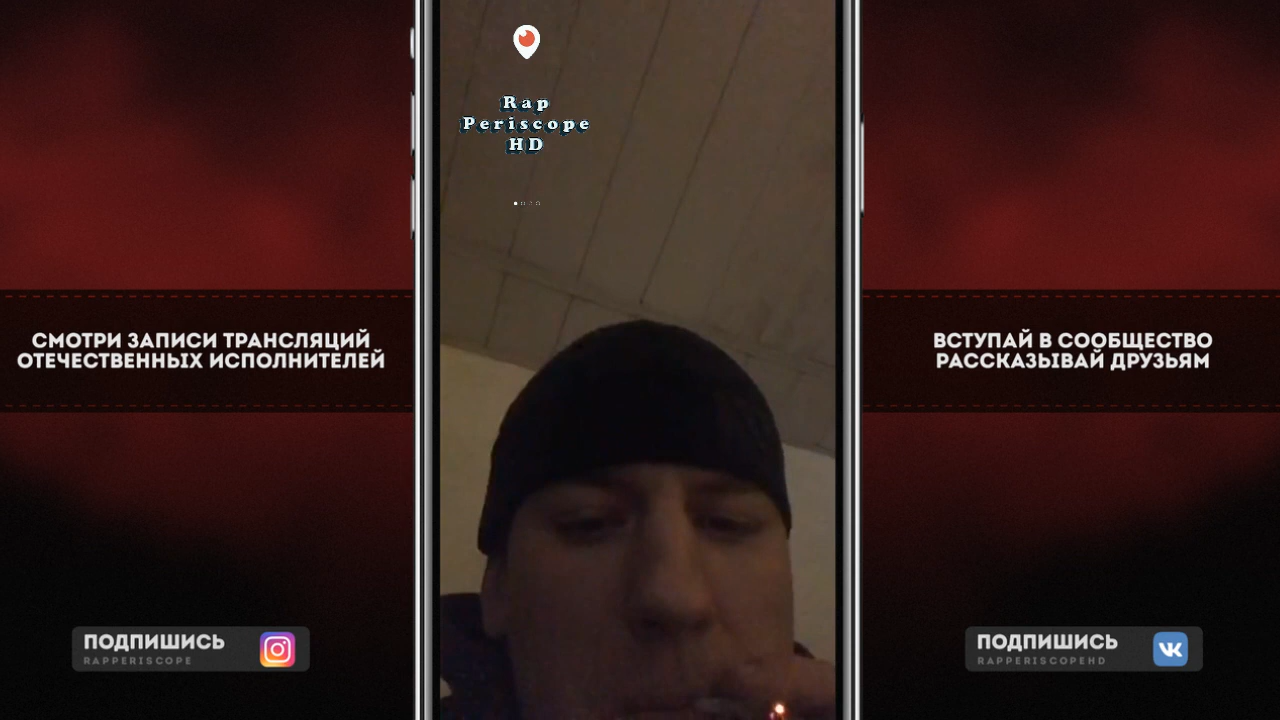 Rap
Periscope
HD
СМОТРИ ЗАПИСИ ТРАНСЛЯЦИЙ
ОТЕЧЕСТВЕННЫХ ИСПОЛНИТЕЛЕЙ
ВСТУПАЙ В СООБЩЕСТВО
РАССКАЗЫВАЙ ДРУЗЬЯМ
ПОДПИШИСЬ
RAPPERISCOPE
ПОДПИШИСЬ
RAPPERISCOPEHD